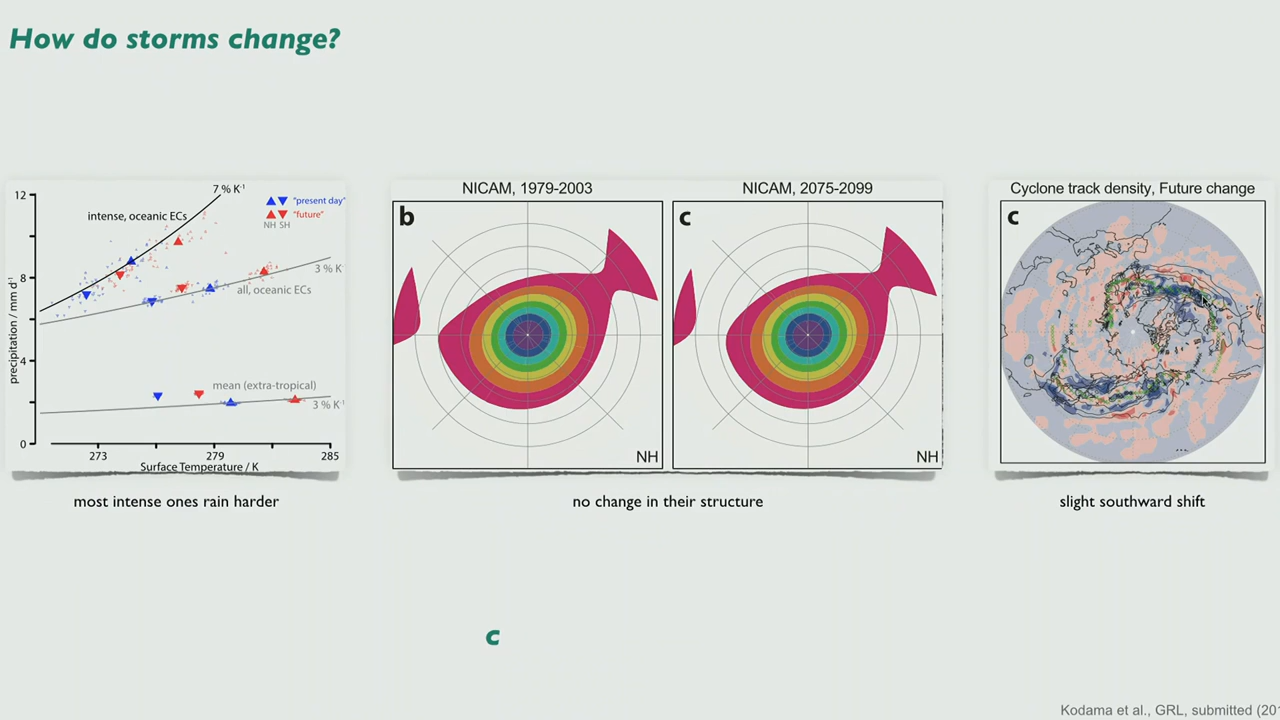 How do storms change?
12
8
4
0
precipitation / mm d⁻¹
7 % K⁻¹
intense, oceanic ECs
"present day"
"future"
NH SH
3 % K⁻
all, oceanic ECs
mean (extra-tropical)
3 % K⁻¹
273 279 285
Surface Temperature / K
most intense ones rain harder
NICAM, 1979-2003
b
NH
NICAM, 2075-2099
c
NH
no change in their structure
Cyclone track density, Future change
c
slight southward shift
c
Kodama et al., GRL, submitted (201